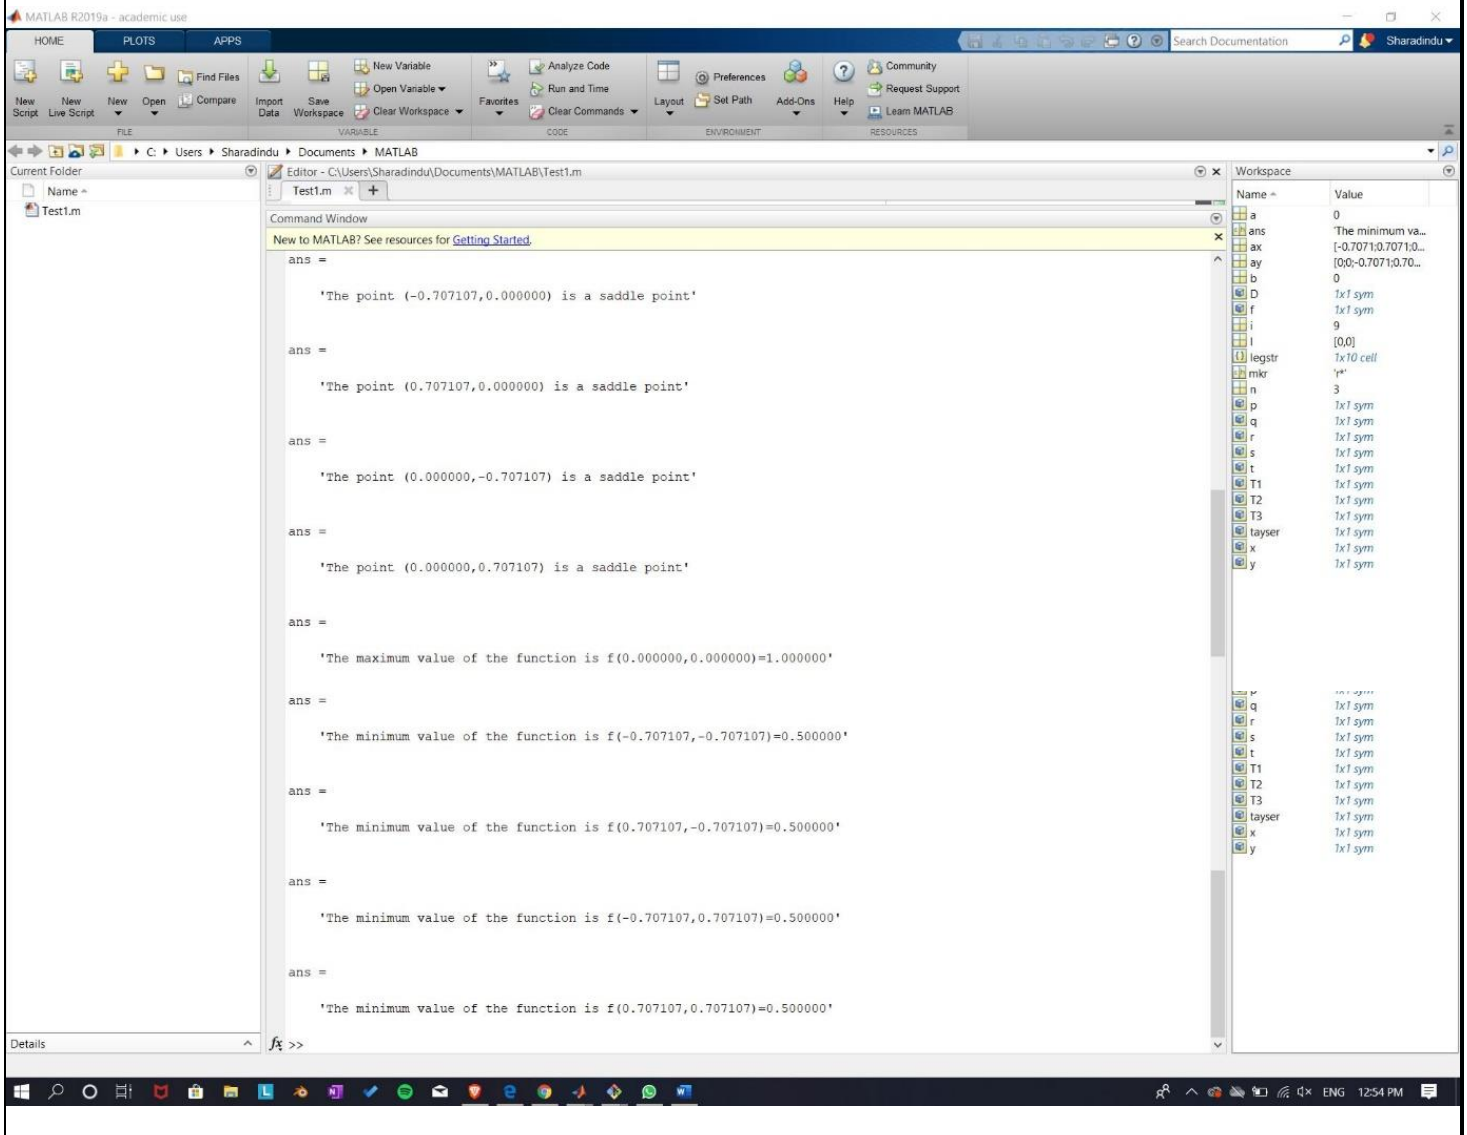 MATLAB R2019a - academic use
HOME PLOTS APPS
Search Documentation Sharadindu
New Script
New Live Script
New
Open
Find Files
Compare
Import Data
Save Workspace
New Variable
Open Variable
Clear Workspace
Favorites
Analyze Code
Run and Time
Clear Commands
Layout
Preferences
Set Path
Add-Ons
Help
Community
Request Support
Learn MATLAB
FILE VARIABLE CODE ENVIRONMENT RESOURCES
C: Users Sharadindu Documents MATLAB
Current Folder
Name
Test1.m
Details
Editor - C:\Users\Sharadindu\Documents\MATLAB\Test1.m
Test1.m +
Command Window
New to MATLAB? See resources for Getting Started.
ans =
'The point (-0.707107,0.000000) is a saddle point'
ans =
'The point (0.707107,0.000000) is a saddle point'
ans =
'The point (0.000000,-0.707107) is a saddle point'
ans =
'The point (0.000000,0.707107) is a saddle point'
ans =
'The maximum value of the function is f(0.000000,0.000000)=1.000000'
ans =
'The minimum value of the function is f(-0.707107,-0.707107)=0.500000'
ans =
'The minimum value of the function is f(0.707107,-0.707107)=0.500000'
ans =
'The minimum value of the function is f(-0.707107,0.707107)=0.500000'
ans =
'The minimum value of the function is f(0.707107,0.707107)=0.500000'
fx >>
Workspace
Name Value
a 0
ans 'The minimum va...
ax [-0.7071;0.7071;0...
ay [0;0;-0.7071;0.70...
b 0
D 1x1 sym
f 1x1 sym
i 9
l [0,0]
legstr 1x10 cell
mkr 'r*'
n 3
p 1x1 sym
q 1x1 sym
r 1x1 sym
s 1x1 sym
t 1x1 sym
T1 1x1 sym
T2 1x1 sym
T3 1x1 sym
tayser 1x1 sym
x 1x1 sym
y 1x1 sym
q 1x1 sym
r 1x1 sym
s 1x1 sym
t 1x1 sym
T1 1x1 sym
T2 1x1 sym
T3 1x1 sym
tayser 1x1 sym
x 1x1 sym
y 1x1 sym
ENG 12:54 PM